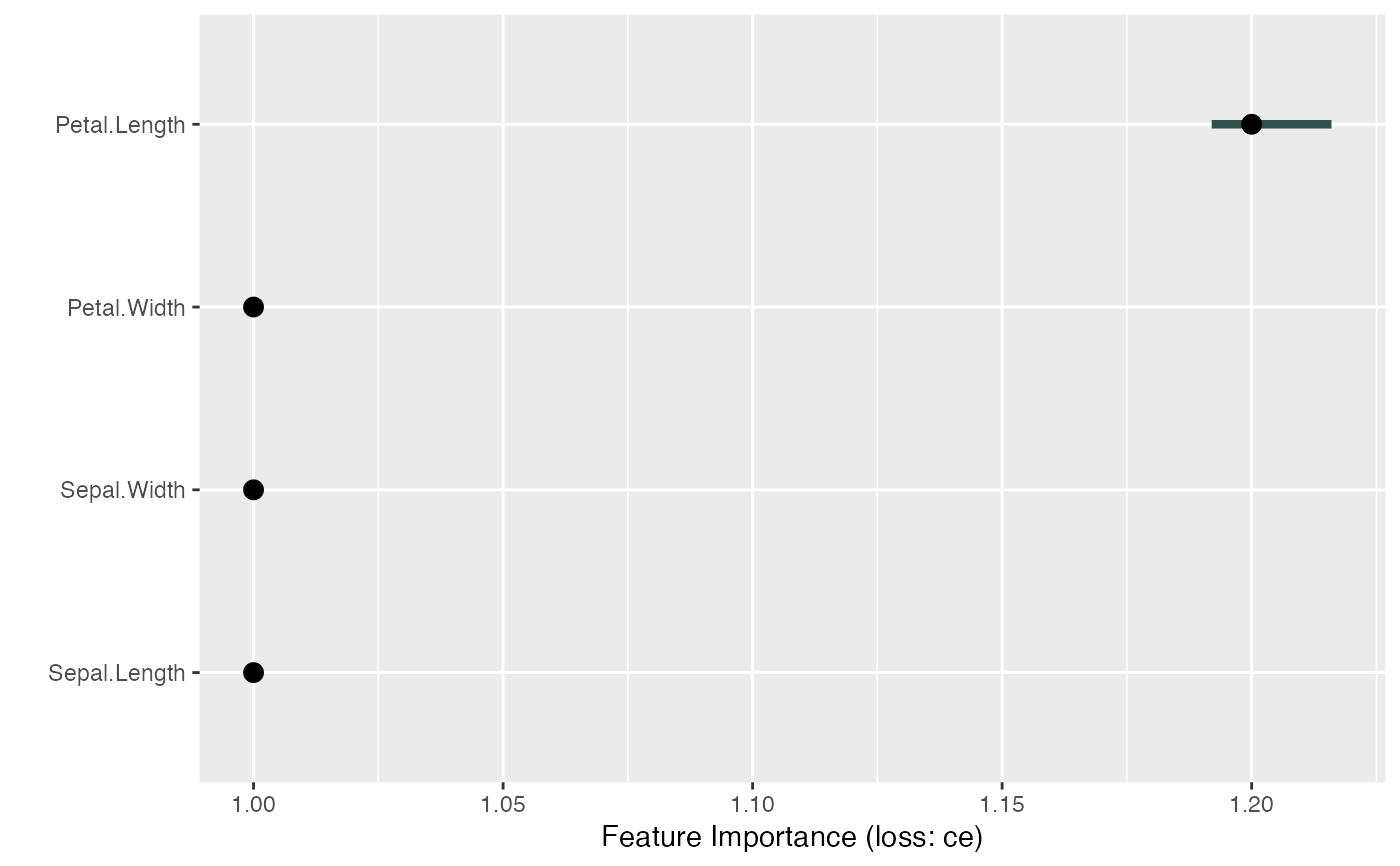 Petal.Length
Petal.Width
Sepal.Width
Sepal.Length
1.00 1.05 1.10 1.15 1.20
Feature Importance (loss: ce)